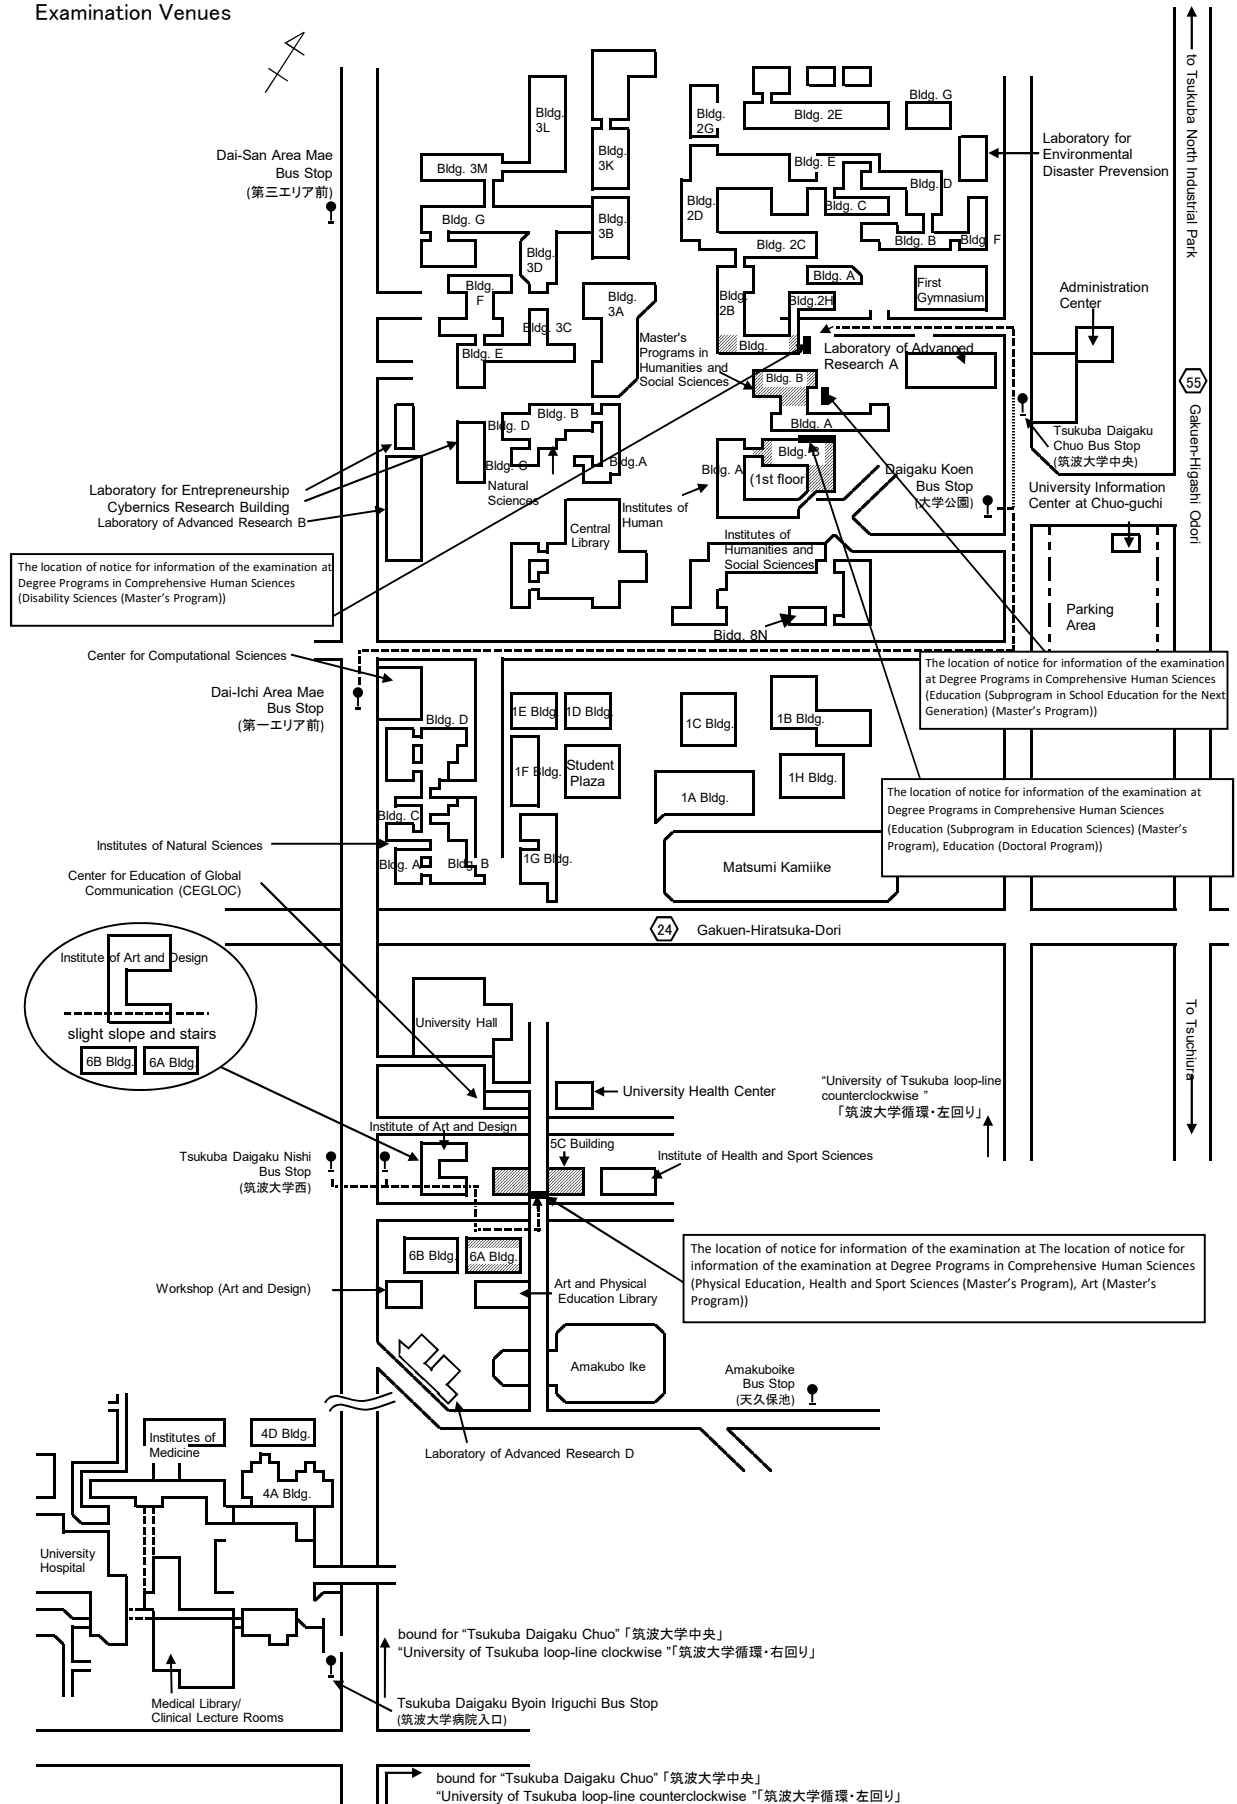 Examination Venues
to Tsukuba North Industrial Park
Bldg.
3L
Bldg.
3K
Bldg.
2G
Bldg. 2E
Bldg. G
Laboratory for
Environmental
Disaster Prevension
Dai-San Area Mae
Bus Stop
(第三エリア前)
Bldg. 3M
Bldg. E
Bldg. D
Bldg. G
Bldg.
3B
Bldg.
2D
Bldg. C
Bldg. B
Bldg. F
Bldg.
3D
Bldg. 2C
Bldg. A
First
Gymnasium
Bldg.
F
Bldg.
3A
Bldg.
2B
Bldg.2H
Administration
Center
Bldg. 3C
Bldg. E
Master's
Programs in
Humanities and
Social Sciences
Bldg.
Laboratory of Advanced
Research A
55
Gakuen-Higashi Odori
Bldg. B
Bldg. A
Bldg. B
Bldg. D
Bldg. C
Bldg.A
Natural
Sciences
Bldg. B
(1st floor)
Bldg. A
Tsukuba Daigaku
Chuo Bus Stop
(筑波大学中央)
Daigaku Koen
Bus Stop
(大学公園)
University Information
Center at Chuo-guchi
Laboratory for Entrepreneurship
Cybernics Research Building
Laboratory of Advanced Research B
Institutes of
Human
Central
Library
Institutes of
Humanities and
Social Sciences
The location of notice for information of the examination at
Degree Programs in Comprehensive Human Sciences
(Disability Sciences (Master's Program))
Parking
Area
Bldg. 8N
Center for Computational Sciences
Dai-Ichi Area Mae
Bus Stop
(第一エリア前)
The location of notice for information of the examination
at Degree Programs in Comprehensive Human Sciences
(Education (Subprogram in School Education for the Next
Generation) (Master's Program))
Bldg. D
1E Bldg.
1D Bldg.
1C Bldg.
1B Bldg.
1F Bldg.
Student
Plaza
1H Bldg.
1A Bldg.
The location of notice for information of the examination at
Degree Programs in Comprehensive Human Sciences
(Education (Subprogram in Education Sciences) (Master's
Program), Education (Doctoral Program))
Bldg. C
Institutes of Natural Sciences
Bldg. A
Bldg. B
1G Bldg.
Matsumi Kamiike
Center for Education of Global
Communication (CEGLOC)
24
Gakuen-Hiratsuka-Dori
Institute of Art and Design
slight slope and stairs
6B Bldg.
6A Bldg.
University Hall
To Tsuchiura
University Health Center
"University of Tsukuba loop-line
counterclockwise "
「筑波大学循環・左回り」
Institute of Art and Design
5C Building
Institute of Health and Sport Sciences
Tsukuba Daigaku Nishi
Bus Stop
(筑波大学西)
6B Bldg.
6A Bldg.
The location of notice for information of the examination at The location of notice for
information of the examination at Degree Programs in Comprehensive Human Sciences
(Physical Education, Health and Sport Sciences (Master's Program), Art (Master's
Program))
Workshop (Art and Design)
Art and Physical
Education Library
Amakubo Ike
Amakuboike
Bus Stop
(天久保池)
Laboratory of Advanced Research D
Institutes of
Medicine
4D Bldg.
4A Bldg.
University
Hospital
bound for "Tsukuba Daigaku Chuo" 「筑波大学中央」
"University of Tsukuba loop-line clockwise "「筑波大学循環・右回り」
Medical Library/
Clinical Lecture Rooms
Tsukuba Daigaku Byoin Iriguchi Bus Stop
(筑波大学病院入口)
bound for "Tsukuba Daigaku Chuo" 「筑波大学中央」
"University of Tsukuba loop-line counterclockwise "「筑波大学循環・左回り」